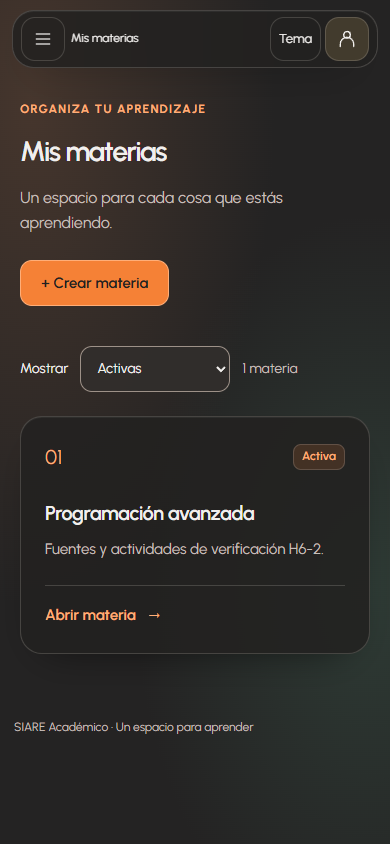 Mis materias
Tema
ORGANIZA TU APRENDIZAJE
Mis materias
Un espacio para cada cosa que estás
aprendiendo.
+ Crear materia
Mostrar
Activas
1 materia
01
Activa
Programación avanzada
Fuentes y actividades de verificación H6-2.
Abrir materia →
SIARE Académico · Un espacio para aprender